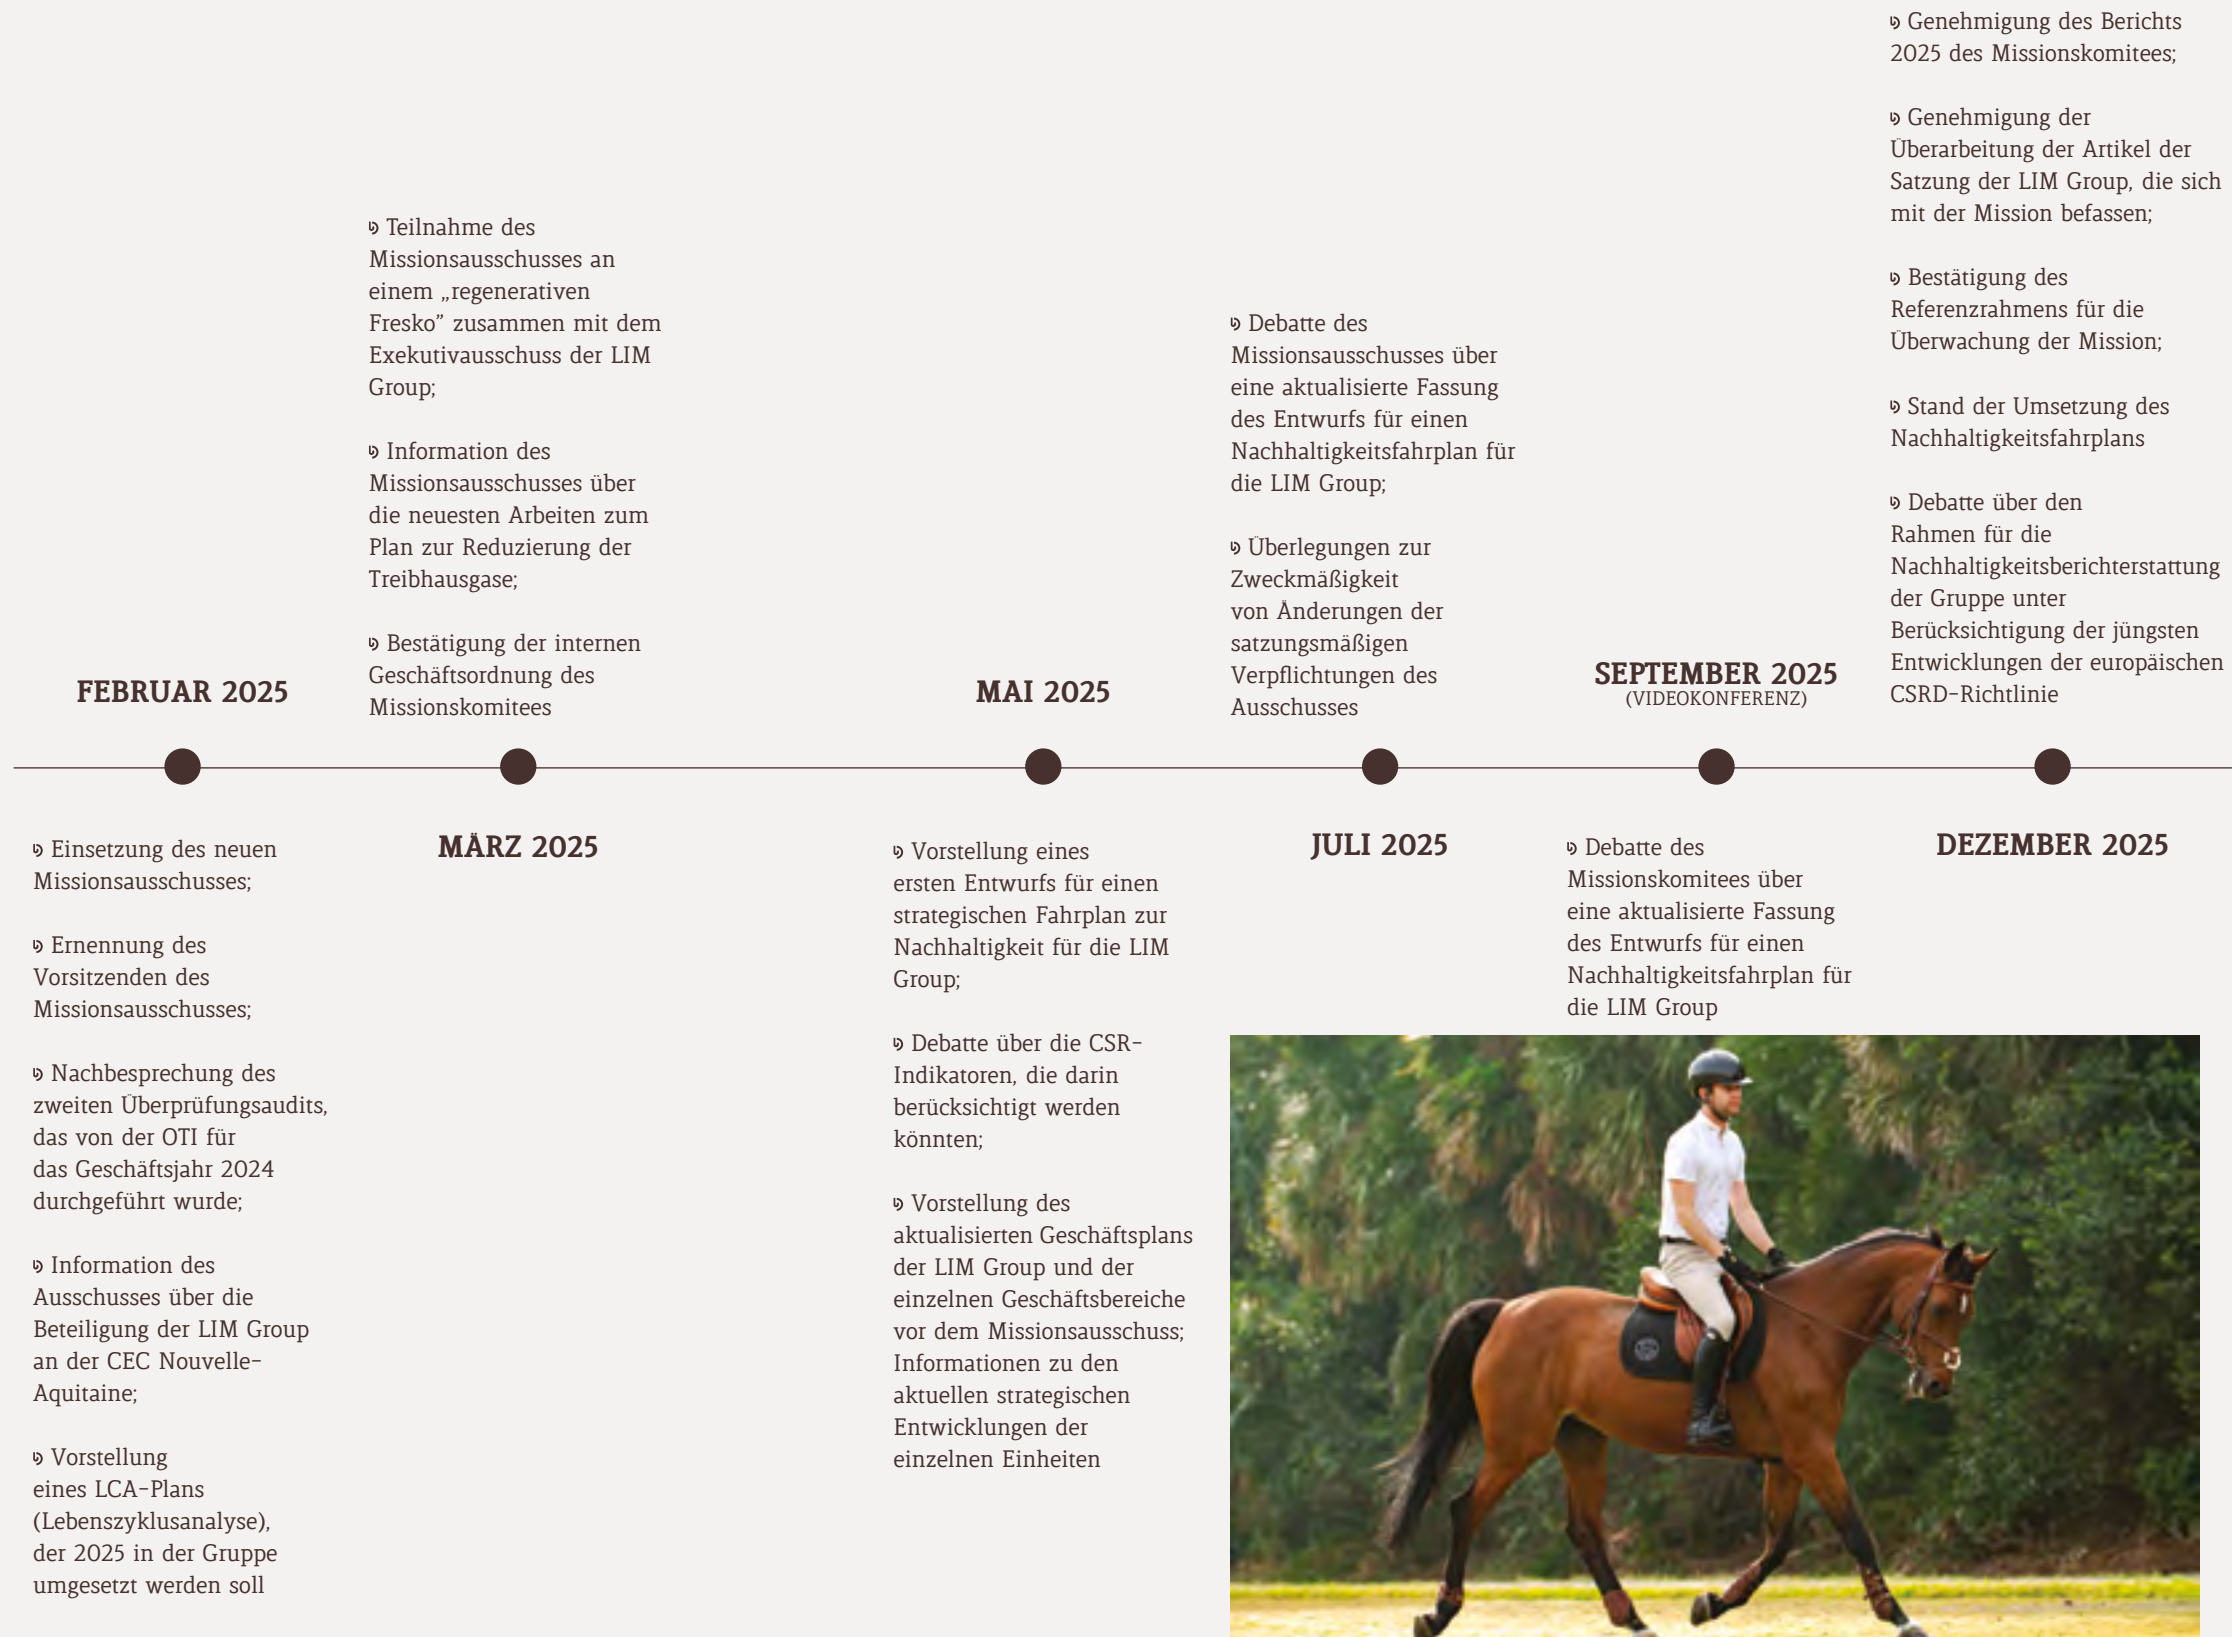 FEBRUAR 2025
Einsetzung des neuen
Missionsausschusses;
Ernennung des
Vorsitzenden des
Missionsausschusses;
Nachbesprechung des
zweiten Überprüfungsaudits,
das von der OTI für
das Geschäftsjahr 2024
durchgeführt wurde;
Information des
Ausschusses über die
Beteiligung der LIM Group
an der CEC Nouvelle-
Aquitaine;
Vorstellung
eines LCA-Plans
(Lebenszyklusanalyse),
der 2025 in der Gruppe
umgesetzt werden soll
Teilnahme des
Missionsausschusses an
einem „regenerativen
Fresko” zusammen mit dem
Exekutivausschuss der LIM
Group;
Information des
Missionsausschusses über
die neuesten Arbeiten zum
Plan zur Reduzierung der
Treibhausgase;
Bestätigung der internen
Geschäftsordnung des
Missionskomitees
MÄRZ 2025
MAI 2025
Vorstellung eines
ersten Entwurfs für einen
strategischen Fahrplan zur
Nachhaltigkeit für die LIM
Group;
Debatte über die CSR-
Indikatoren, die darin
berücksichtigt werden
könnten;
Vorstellung des
aktualisierten Geschäftsplans
der LIM Group und der
einzelnen Geschäftsbereiche
vor dem Missionsausschuss;
Informationen zu den
aktuellen strategischen
Entwicklungen der
einzelnen Einheiten
Debatte des
Missionsausschusses über
eine aktualisierte Fassung
des Entwurfs für einen
Nachhaltigkeitsfahrplan für
die LIM Group;
Überlegungen zur
Zweckmäßigkeit
von Änderungen der
satzungsmäßigen
Verpflichtungen des
Ausschusses
JULI 2025
SEPTEMBER 2025
(VIDEOKONFERENZ)
Debatte des
Missionskomitees über
eine aktualisierte Fassung
des Entwurfs für einen
Nachhaltigkeitsfahrplan für
die LIM Group
Genehmigung des Berichts
2025 des Missionskomitees;
Genehmigung der
Überarbeitung der Artikel der
Satzung der LIM Group, die sich
mit der Mission befassen;
Bestätigung des
Referenzrahmens für die
Überwachung der Mission;
Stand der Umsetzung des
Nachhaltigkeitsfahrplans
Debatte über den
Rahmen für die
Nachhaltigkeitsberichterstattung
der Gruppe unter
Berücksichtigung der jüngsten
Entwicklungen der europäischen
CSRD-Richtlinie
DEZEMBER 2025